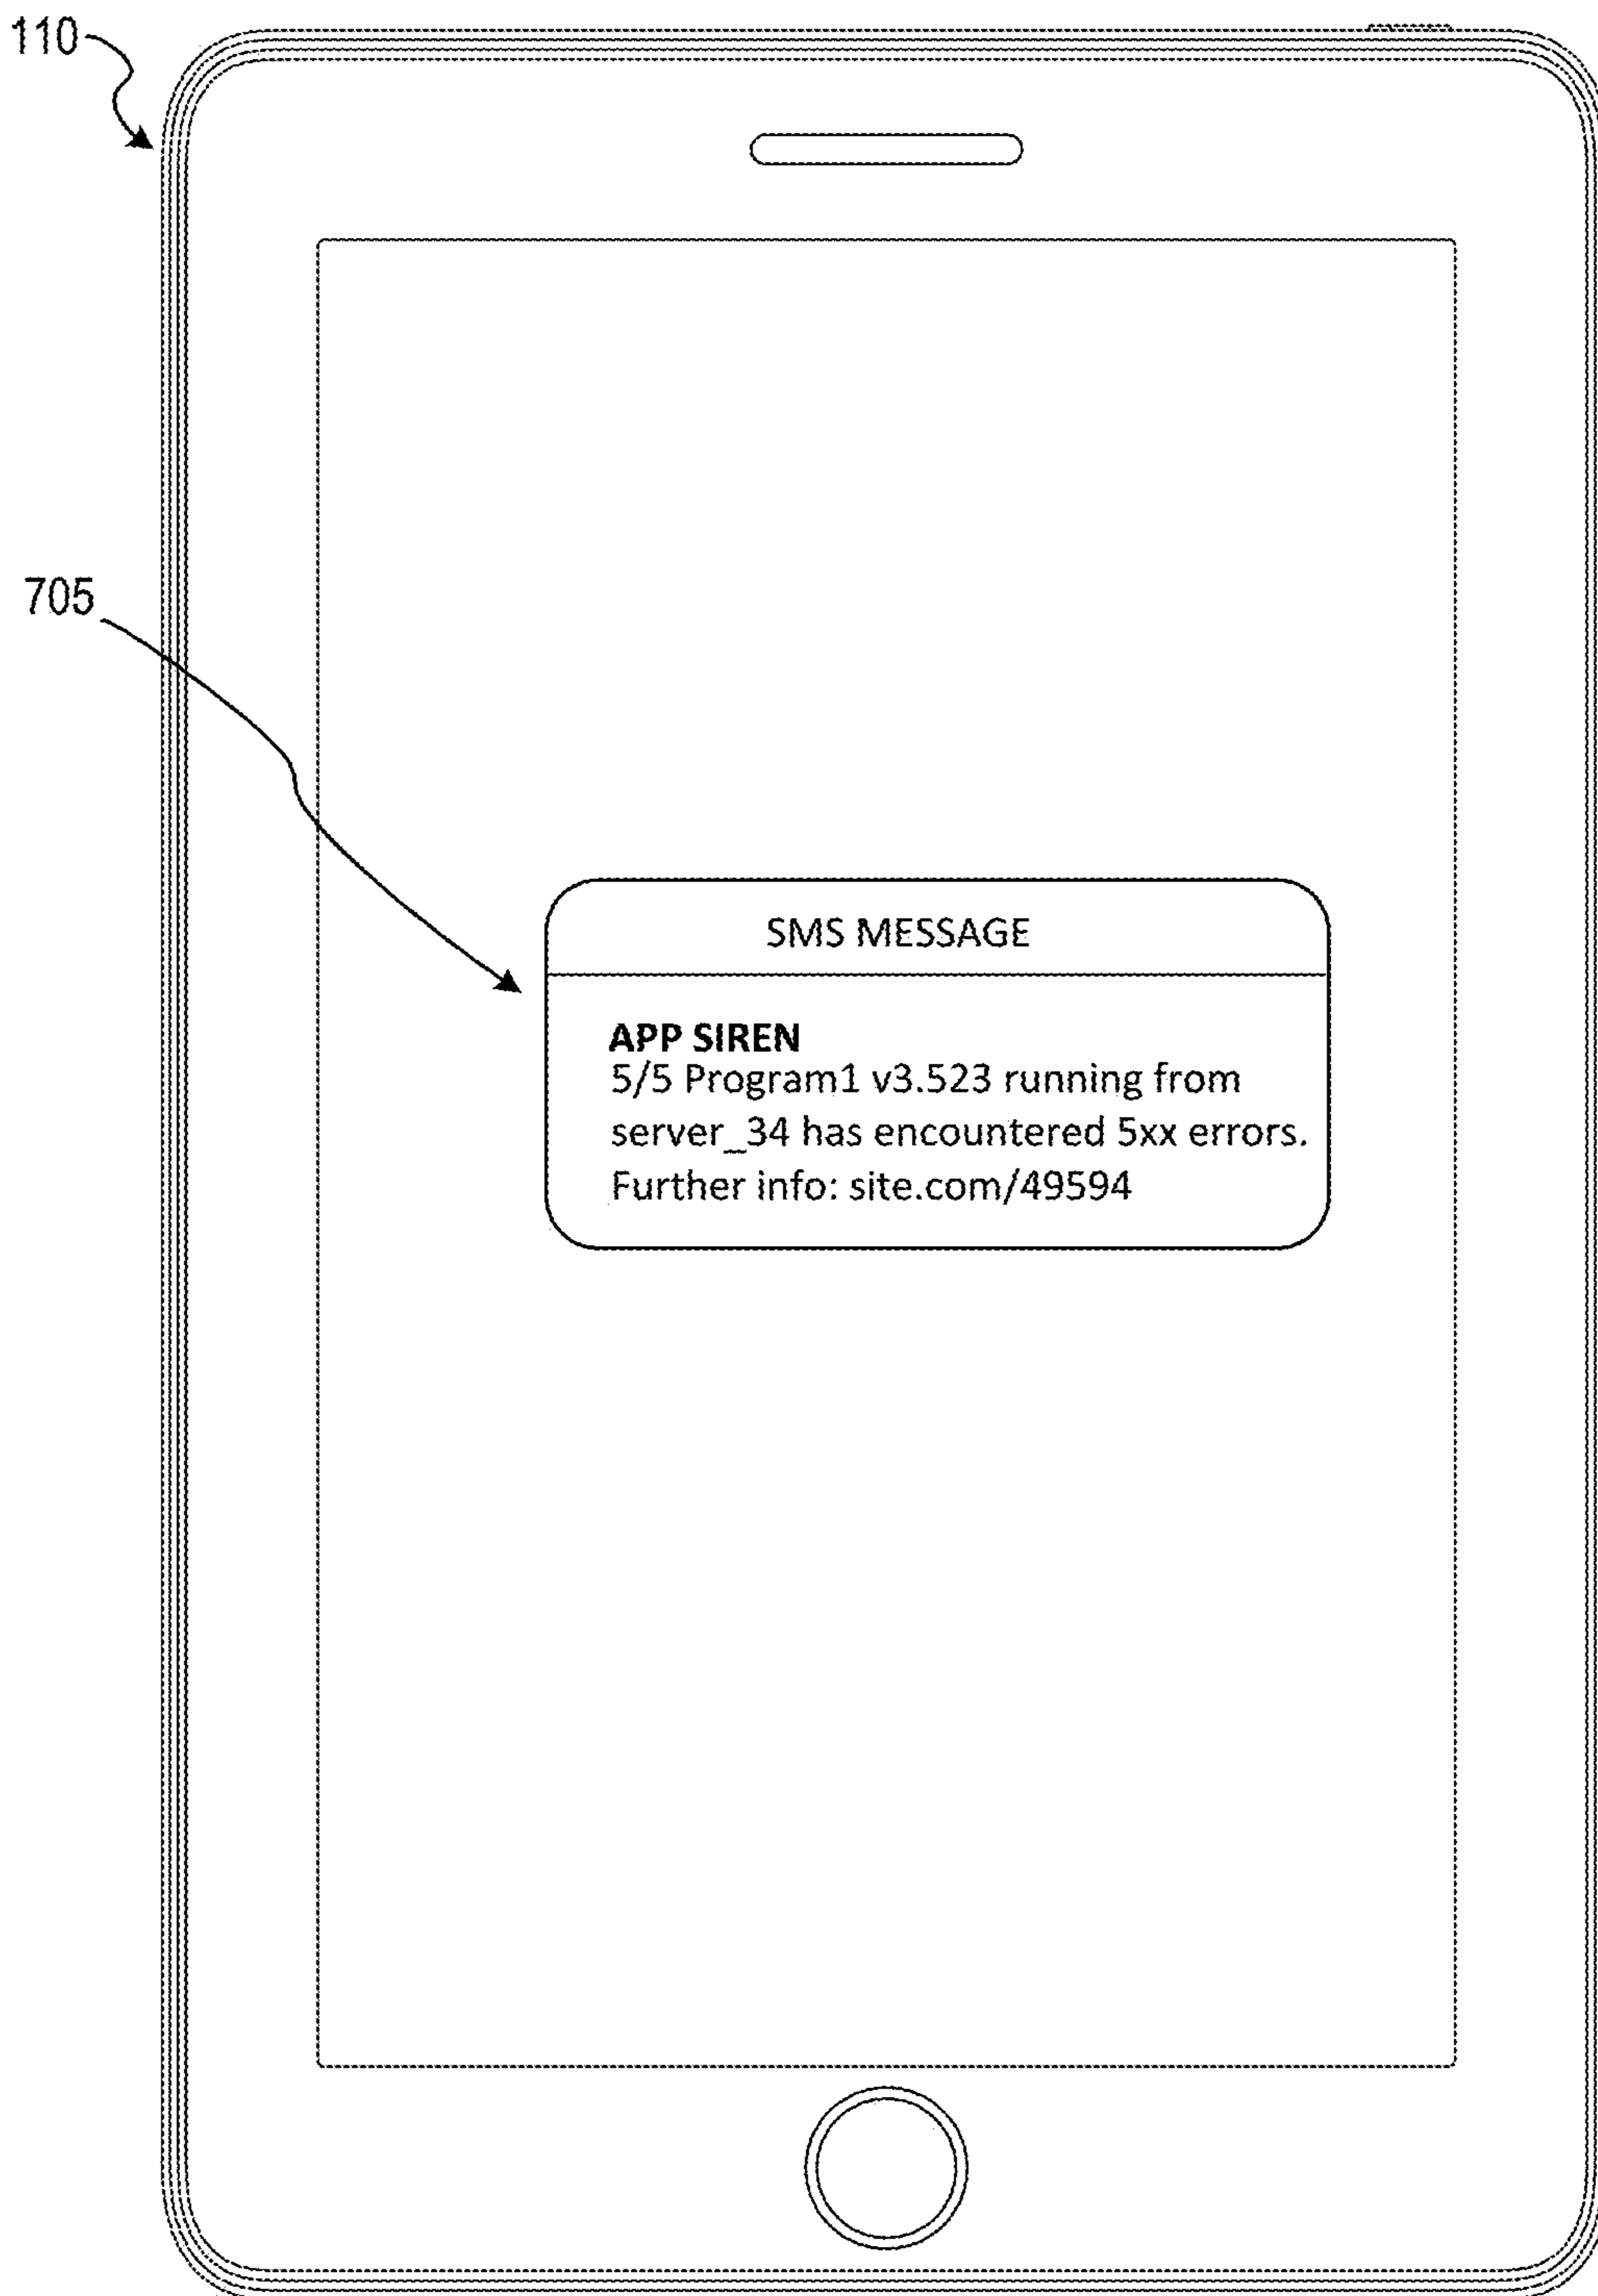 110
705
SMS MESSAGE
APP SIREN
5/5 Program1 v3.523 running from
server_34 has encountered 5xx errors.
Further info: site.com/49594